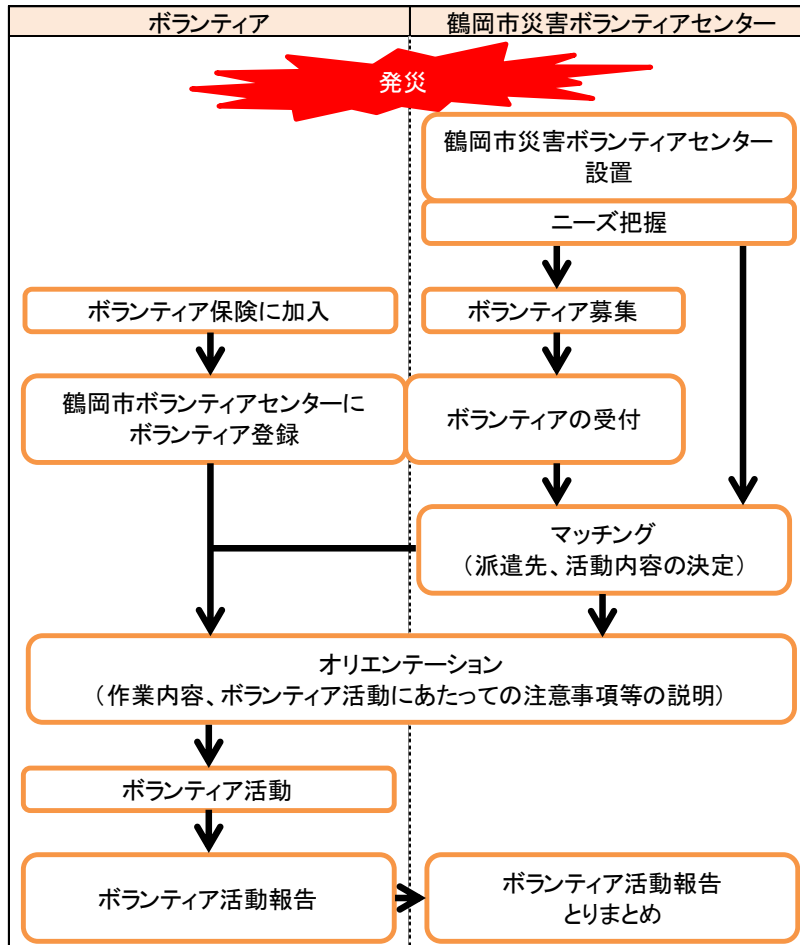 ボランティア
鶴岡市災害ボランティアセンター
発災
鶴岡市災害ボランティアセンター
設置
ニーズ把握
ボランティア保険に加入
ボランティア募集
鶴岡市ボランティアセンターに
ボランティア登録
ボランティアの受付
マッチング
（派遣先、活動内容の決定）
オリエンテーション
（作業内容、ボランティア活動にあたっての注意事項等の説明）
ボランティア活動
ボランティア活動報告
ボランティア活動報告
とりまとめ